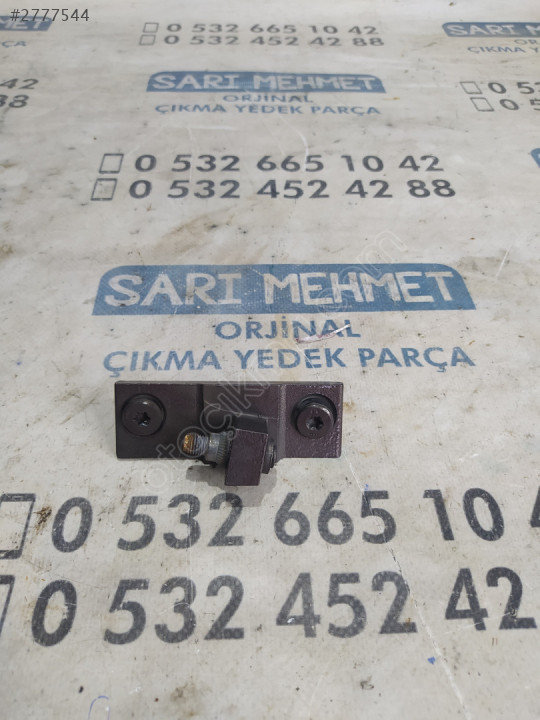 #2777544
0 532 665 10 42
0 532 452 42 88
SARI MEHMET
ORJİNAL
ÇIKMA YEDEK PARÇA
0 532 665 10 42
0 532 452 42 88
SARI MEHMET
ORJİNAL
ÇIKMA YEDEK PARÇA
0 532 665 10 4
0 532 452 42